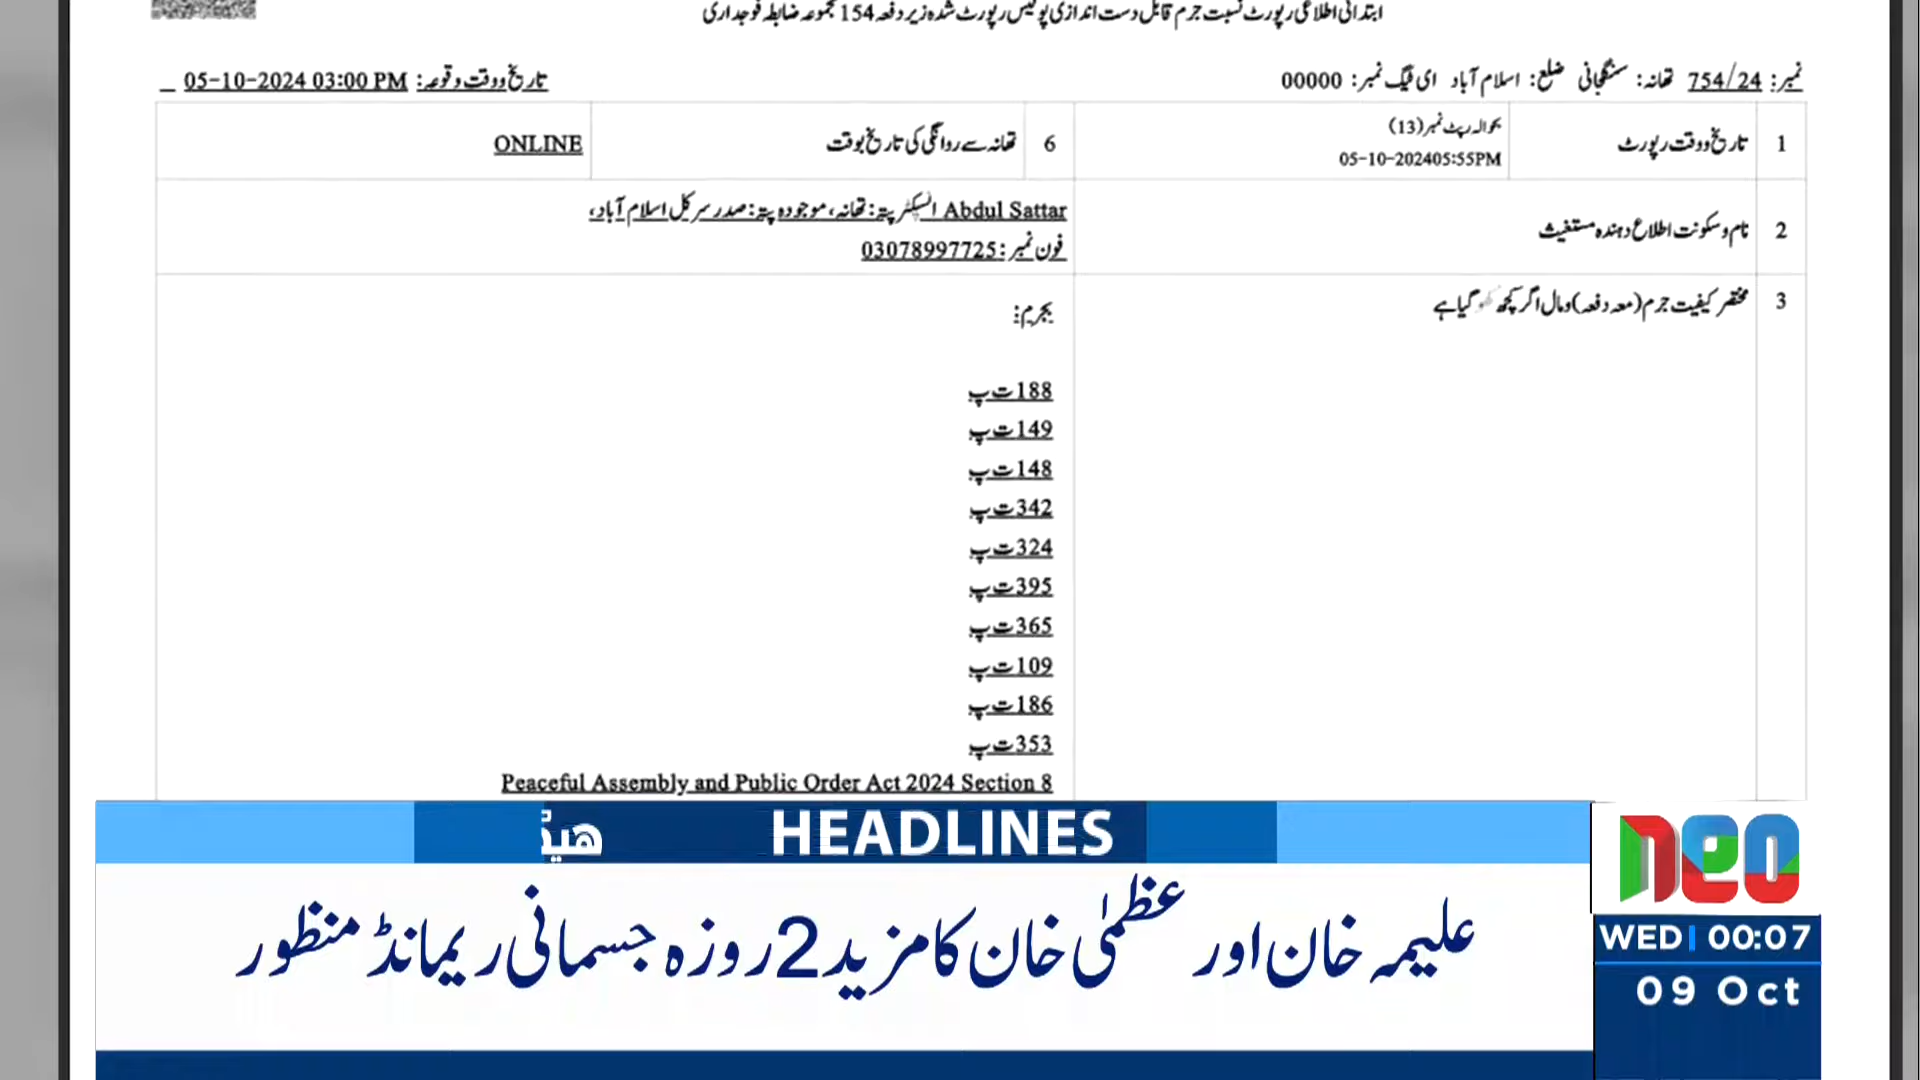 ابتدائی اطلاعی رپورٹ نسبت جرم قابل دست اندازی پولیس رپورٹ شدہ زیر دفعہ 154 مجموعہ ضابطہ فوجداری
نمبر: 754/24 تھانہ: سنگجانی ضلع: اسلام آباد ای ٹیگ نمبر: 00000 تاریخ و وقت وقوعہ: 05-10-2024 03:00 PM
1 تاریخ و وقت رپورٹ بحوالہ رپٹ نمبر(13)
05-10-202405:55PM
6 تھانہ سے روانگی کی تاریخ بوقت ONLINE
2 نام و سکونت اطلاع دہندہ مستغیث
Abdul Sattar انسپکٹر پتہ: تھانہ، موجودہ پتہ: صدر سرکل اسلام آباد،
فون نمبر: 03078997725
3 مختصر کیفیت جرم (معہ دفعہ) ومال اگر کچھ کھو گیا ہے
بجرم:
188ت پ
149ت پ
148ت پ
342ت پ
324ت پ
395ت پ
365ت پ
109ت پ
186ت پ
353ت پ
Peaceful Assembly and Public Order Act 2024 Section 8
HEADLINES
علیمہ خان اور عظمٰی خان کا مزید 2 روزہ جسمانی ریمانڈ منظور
neo
WED 00:07
09 Oct